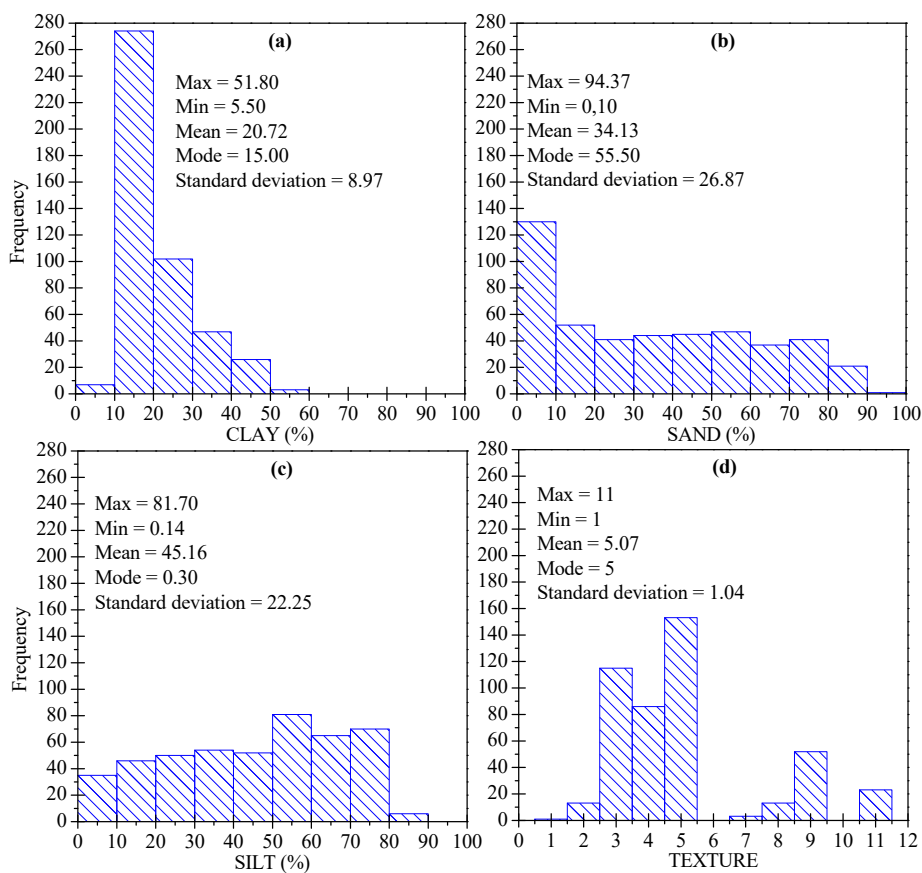 (a)
Max = 51.80
Min = 5.50
Mean = 20.72
Mode = 15.00
Standard deviation = 8.97
Frequency
280
260
240
220
200
180
160
140
120
100
80
60
40
20
0
0 10 20 30 40 50 60 70 80 90 100
CLAY (%)
(b)
Max = 94.37
Min = 0,10
Mean = 34.13
Mode = 55.50
Standard deviation = 26.87
280
260
240
220
200
180
160
140
120
100
80
60
40
20
0
0 10 20 30 40 50 60 70 80 90 100
SAND (%)
(c)
Max = 81.70
Min = 0.14
Mean = 45.16
Mode = 0.30
Standard deviation = 22.25
Frequency
280
260
240
220
200
180
160
140
120
100
80
60
40
20
0
0 10 20 30 40 50 60 70 80 90 100
SILT (%)
(d)
Max = 11
Min = 1
Mean = 5.07
Mode = 5
Standard deviation = 1.04
280
260
240
220
200
180
160
140
120
100
80
60
40
20
0
0 1 2 3 4 5 6 7 8 9 10 11 12
TEXTURE